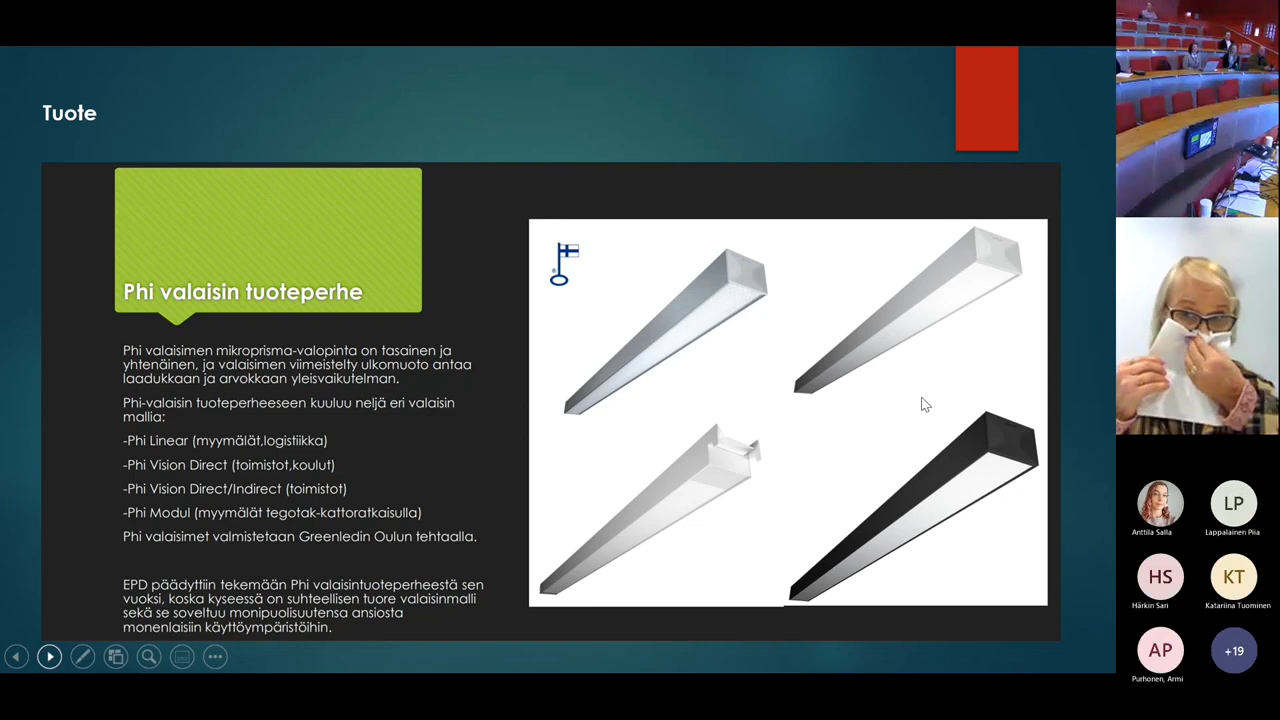 Tuote
Phi valaisin tuoteperhe
Phi valaisimen mikroprisma-valopinta on tasainen ja
yhtenäinen, ja valaisimen viimeistelty ulkomuoto antaa
laadukkaan ja arvokkaan yleisvaikutelman.
Phi-valaisin tuoteperheeseen kuuluu neljä eri valaisin
mallia:
-Phi Linear (myymälät,logistiikka)
-Phi Vision Direct (toimistot,koulut)
-Phi Vision Direct/Indirect (toimistot)
-Phi Modul (myymälät tegotak-kattoratkaisulla)
Phi valaisimet valmistetaan Greenledin Oulun tehtaalla.
EPD päädyttiin tekemään Phi valaisintuoteperheestä sen
vuoksi, koska kyseessä on suhteellisen tuore valaisinmalli
sekä se soveltuu monipuolisuutensa ansiosta
monenlaisiin käyttöympäristöihin.
Anttila Salla
LP
Lappalainen Piia
HS
Härkin Sari
KT
Katariina Tuominen
AP
Purhonen, Armi
+19